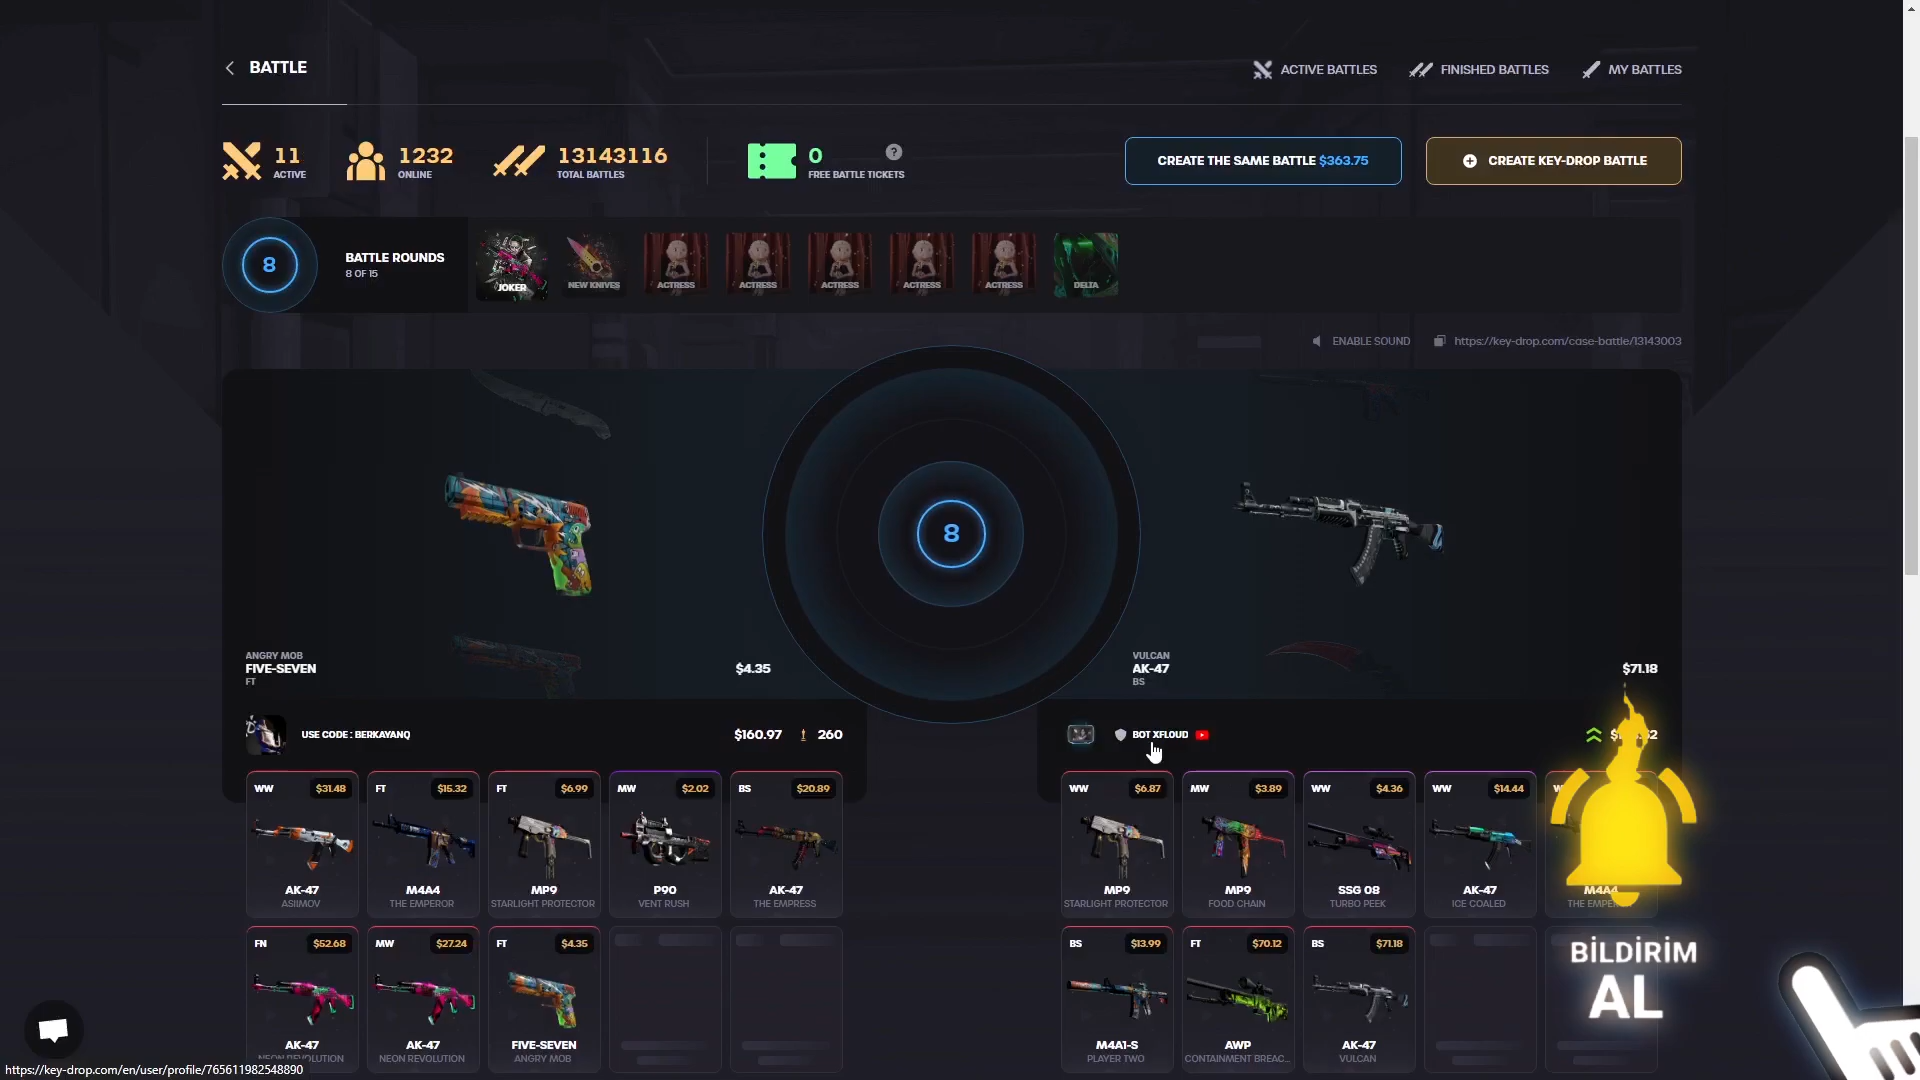 BATTLE
ACTIVE BATTLES
FINISHED BATTLES
MY BATTLES
11
ACTIVE
1232
ONLINE
13143116
TOTAL BATTLES
0
FREE BATTLE TICKETS
?
CREATE THE SAME BATTLE $363.75
CREATE KEY-DROP BATTLE
8
BATTLE ROUNDS
8 OF 15
JOKER
NEW KNIVES
ACTRESS
ACTRESS
ACTRESS
ACTRESS
ACTRESS
DELTA
ENABLE SOUND
https://key-drop.com/case-battle/13143003
8
ANGRY MOB
FIVE-SEVEN
FT
$4.35
VULCAN
AK-47
BS
$71.18
USE CODE : BERKAYANQ
$160.97
260
BOT XFLOUD
WW $31.48
AK-47
ASIIMOV
FT $15.32
M4A4
THE EMPEROR
FT $6.99
MP9
STARLIGHT PROTECTOR
MW $2.02
P90
VENT RUSH
BS $20.89
AK-47
THE EMPRESS
WW $6.87
MP9
STARLIGHT PROTECTOR
MW $3.89
MP9
FOOD CHAIN
WW $4.36
SSG 08
TURBO PEEK
WW $14.44
AK-47
ICE COALED
M4A4
FN $52.68
AK-47
NEON REVOLUTION
MW $27.24
AK-47
NEON REVOLUTION
FT $4.35
FIVE-SEVEN
ANGRY MOB
BS $13.99
M4A1-S
PLAYER TWO
FT $70.12
AWP
CONTAINMENT BREAC...
BS $71.18
AK-47
VULCAN
BİLDİRİM
AL
https://key-drop.com/en/user/profile/765611982548890